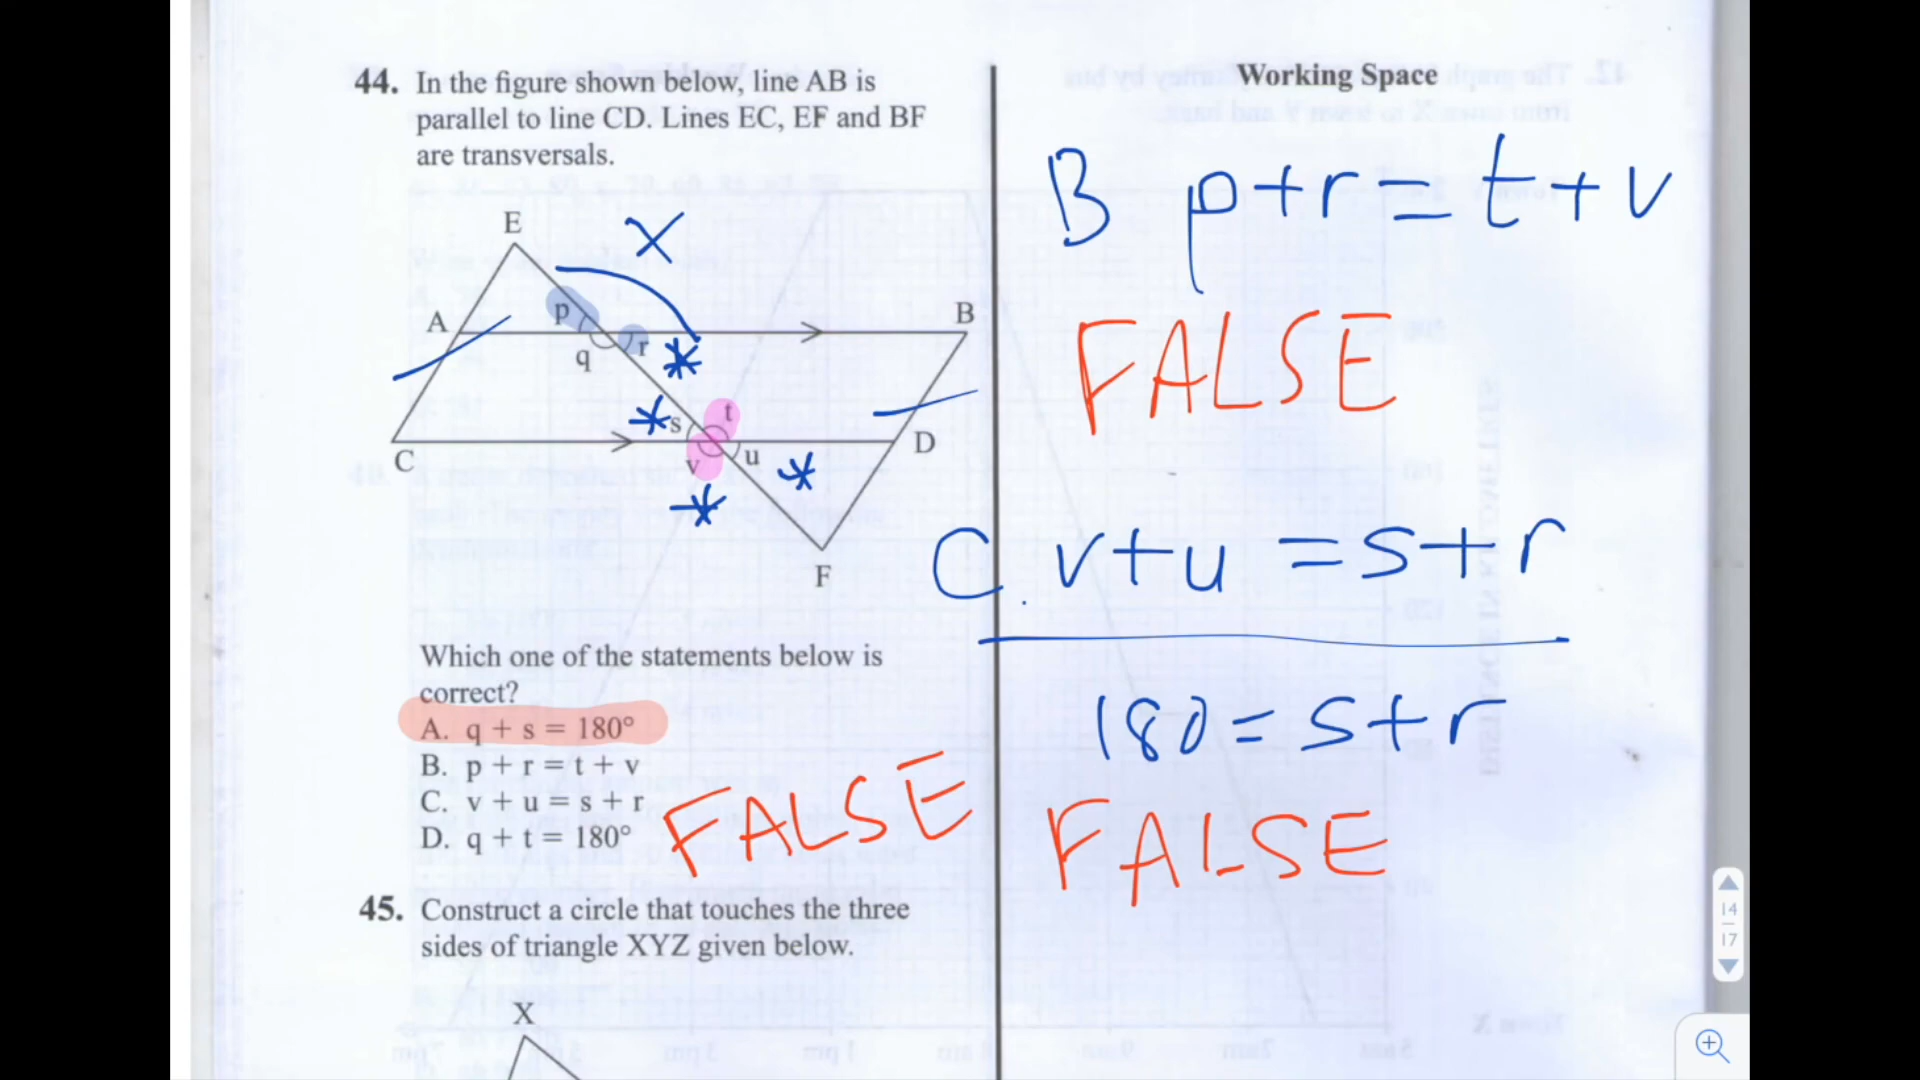 44. In the figure shown below, line AB is
parallel to line CD. Lines EC, EF and BF
are transversals.
E
X
A
p
B
q
r
*
*
s
t
C
v
u
*
D
*
F
Which one of the statements below is
correct?
A. q + s = 180°
B. p + r = t + v
C. v + u = s + r
D. q + t = 180°
FALSE
45. Construct a circle that touches the three
sides of triangle XYZ given below.
X
Working Space
B p+r=t+v
FALSE
C. v+u=s+r
180=s+r
FALSE
14
17